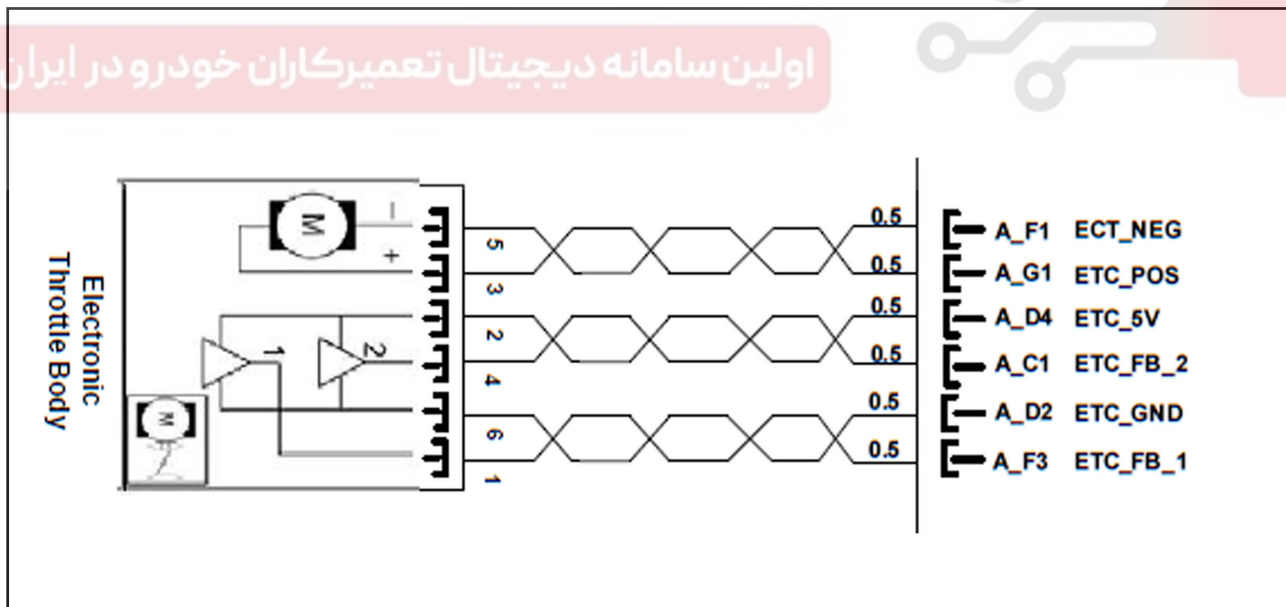 اولین سامانه دیجیتال تعمیرکاران خودرو در ایران
Electronic
Throttle Body
M
−
+
1
2
M
5
3
2
4
6
1
0.5
0.5
0.5
0.5
0.5
0.5
A_F1 ECT_NEG
A_G1 ETC_POS
A_D4 ETC_5V
A_C1 ETC_FB_2
A_D2 ETC_GND
A_F3 ETC_FB_1